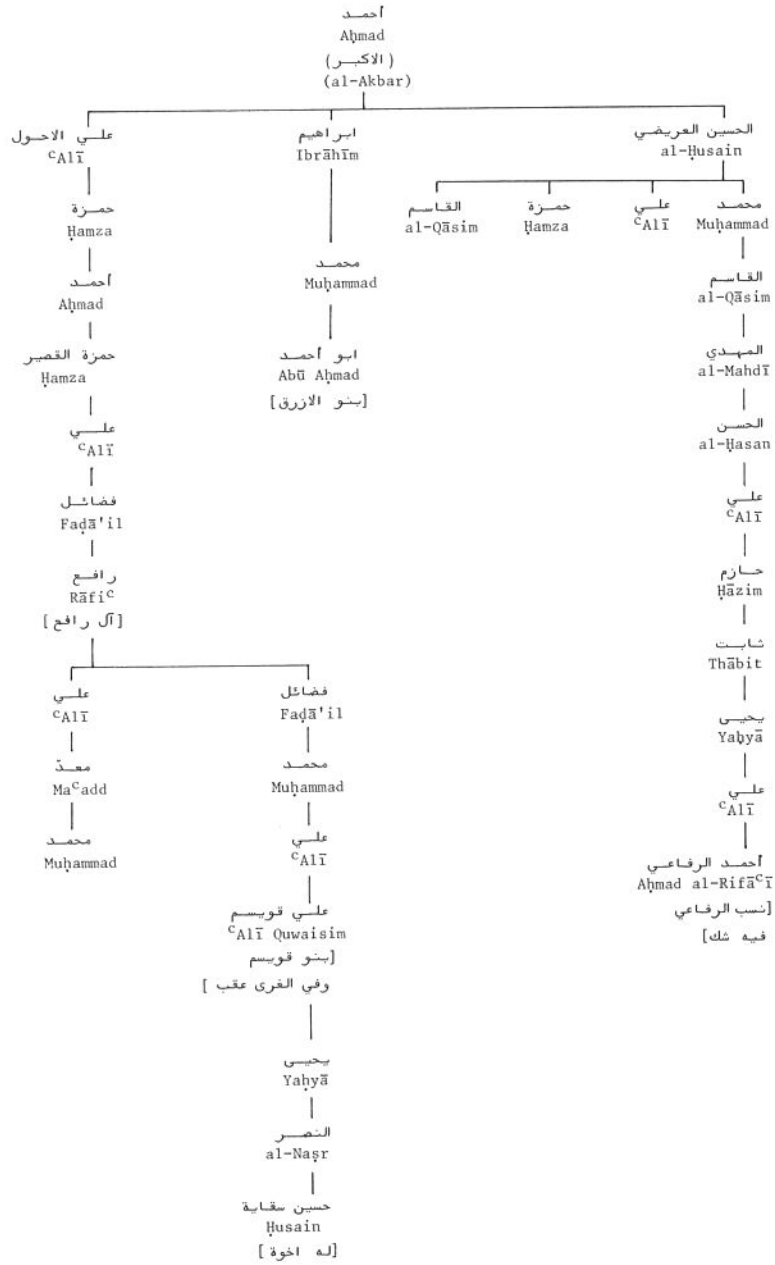 أحمد
Aḥmad
(الاكبر)
(al-Akbar)
علي الاحول
ᶜAlī
ابراهيم
Ibrāhīm
الحسين العريضي
al-Ḥusain
حمزة
Ḥamza
القاسم
al-Qāsim
حمزة
Ḥamza
علي
ᶜAlī
محمد
Muḥammad
أحمد
Aḥmad
محمد
Muḥammad
القاسم
al-Qāsim
حمزة القصير
Ḥamza
ابو أحمد
Abū Aḥmad
[بنو الازرق]
المهدي
al-Mahdī
علي
ᶜAlī
الحسن
al-Ḥasan
فضائل
Faḍā'il
علي
ᶜAlī
رافع
Rāfiᶜ
[آل رافع]
حازم
Ḥāzim
ثابت
Thābit
علي
ᶜAlī
فضائل
Faḍā'il
يحيى
Yaḥyā
معدّ
Maᶜadd
محمد
Muḥammad
علي
ᶜAlī
محمد
Muḥammad
علي
ᶜAlī
أحمد الرفاعي
Aḥmad al-Rifāᶜī
[نسب الرفاعي
فيه شك]
علي قويسم
ᶜAlī Quwaisim
[بنو قويسم
وفي الغرى عقب]
يحيى
Yaḥyā
النصر
al-Naṣr
حسين سقاية
Ḥusain
[له اخوة]